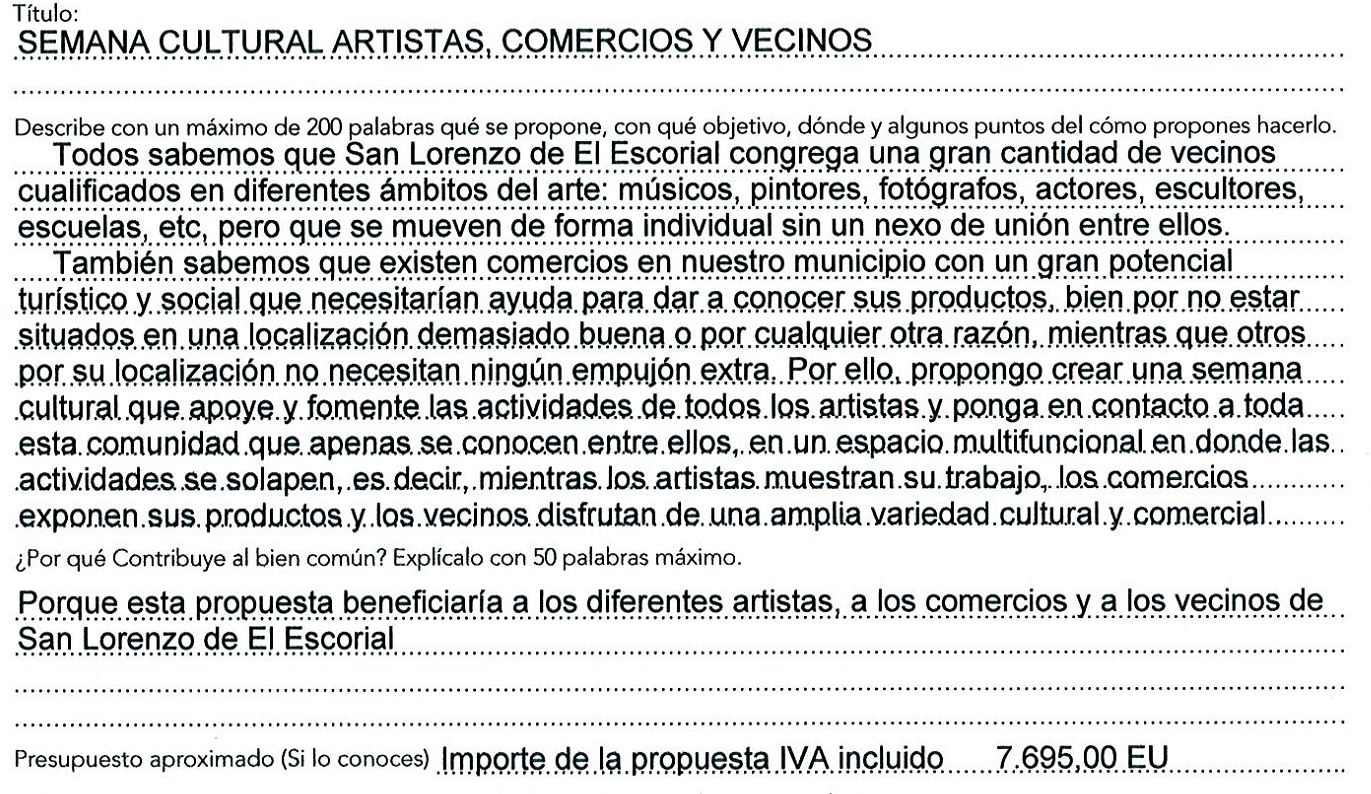 Título:
SEMANA CULTURAL ARTISTAS, COMERCIOS Y VECINOS
Describe con un máximo de 200 palabras qué se propone, con qué objetivo, dónde y algunos puntos del cómo propones hacerlo.
Todos sabemos que San Lorenzo de El Escorial congrega una gran cantidad de vecinos
cualificados en diferentes ámbitos del arte: músicos, pintores, fotógrafos, actores, escultores,
escuelas, etc, pero que se mueven de forma individual sin un nexo de unión entre ellos.
También sabemos que existen comercios en nuestro municipio con un gran potencial
turístico y social que necesitarían ayuda para dar a conocer sus productos, bien por no estar
situados en una localización demasiado buena o por cualquier otra razón, mientras que otros
por su localización no necesitan ningún empujón extra. Por ello, propongo crear una semana
cultural que apoye y fomente las actividades de todos los artistas y ponga en contacto a toda
esta comunidad que apenas se conocen entre ellos, en un espacio multifuncional en donde las
actividades se solapen, es decir, mientras los artistas muestran su trabajo, los comercios
exponen sus productos y los vecinos disfrutan de una amplia variedad cultural y comercial
¿Por qué Contribuye al bien común? Explícalo con 50 palabras máximo.
Porque esta propuesta beneficiaría a los diferentes artistas, a los comercios y a los vecinos de
San Lorenzo de El Escorial
Presupuesto aproximado (Si lo conoces) Importe de la propuesta IVA incluido 7.695,00 EU